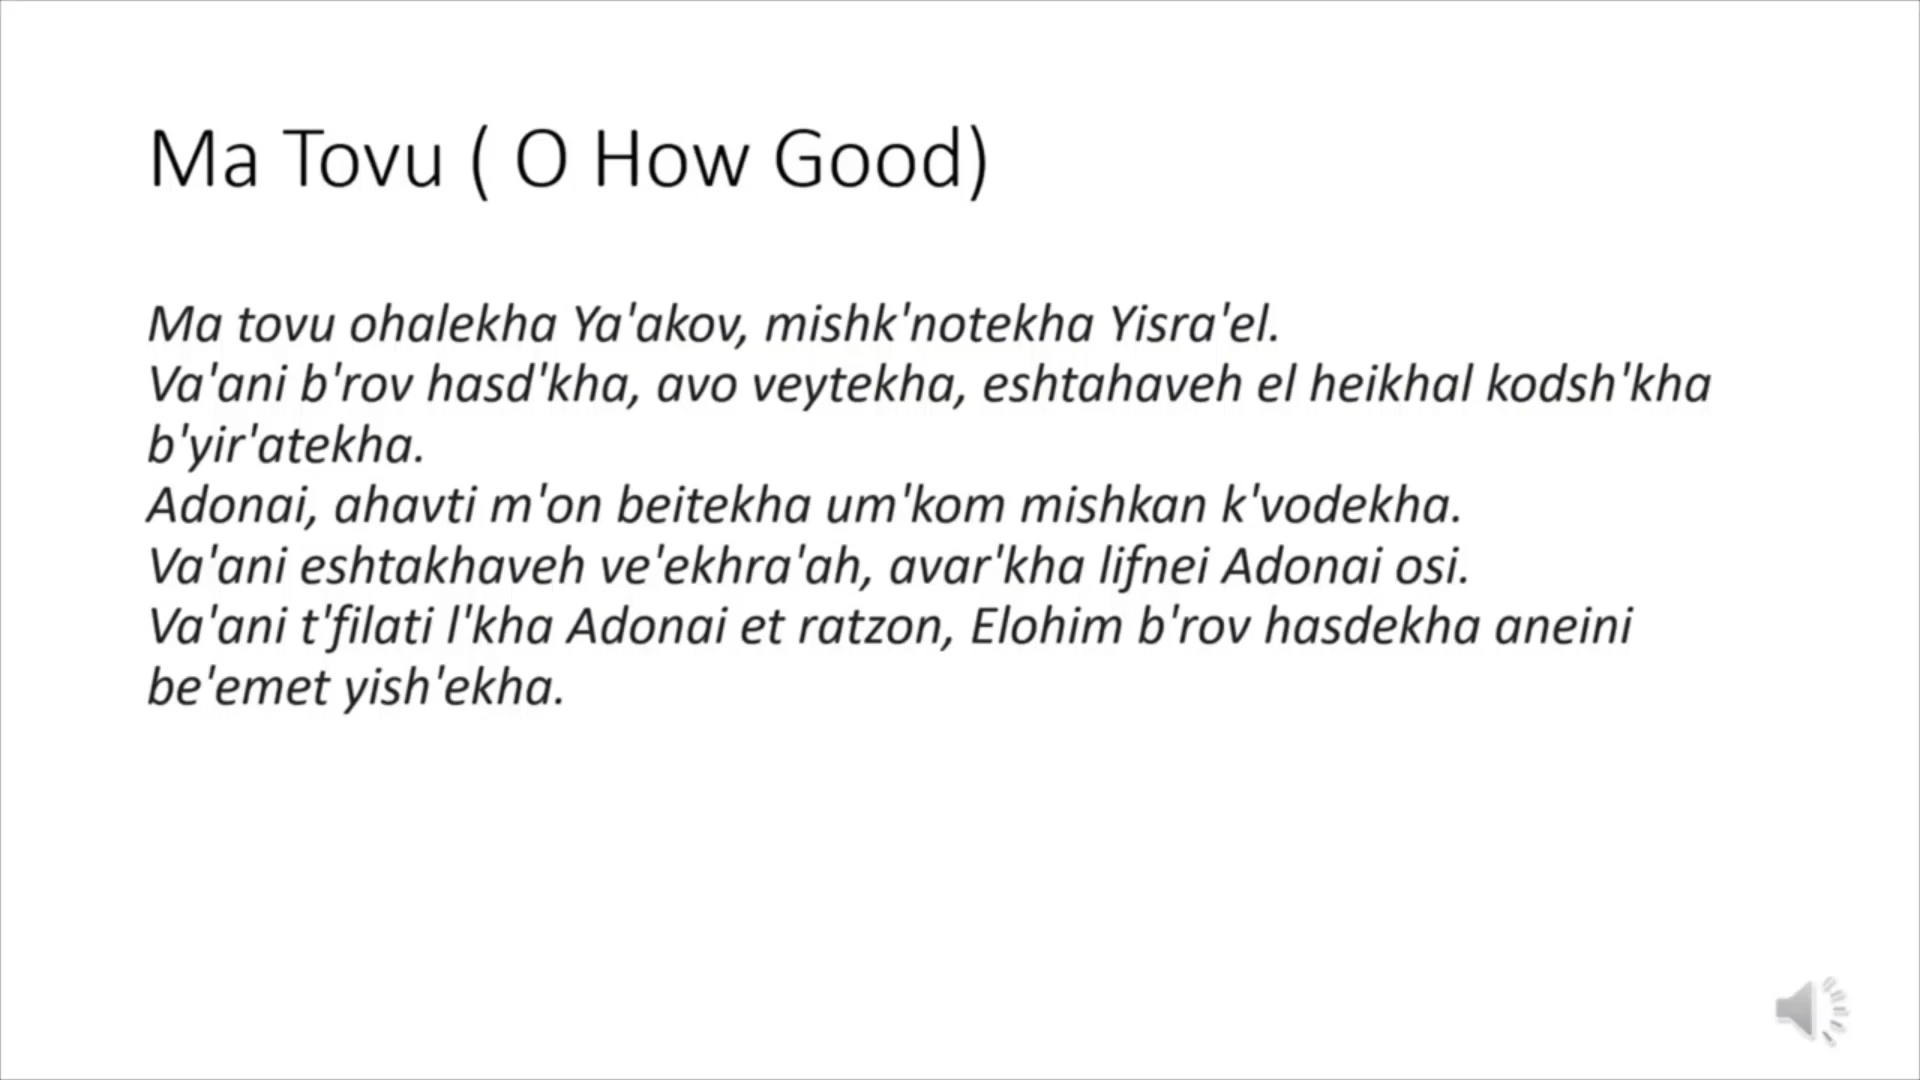 Ma Tovu ( O How Good)
Ma tovu ohalekha Ya'akov, mishk'notekha Yisra'el.
Va'ani b'rov hasd'kha, avo veytekha, eshtahaveh el heikhal kodsh'kha
b'yir'atekha.
Adonai, ahavti m'on beitekha um'kom mishkan k'vodekha.
Va'ani eshtakhaveh ve'ekhra'ah, avar'kha lifnei Adonai osi.
Va'ani t'filati l'kha Adonai et ratzon, Elohim b'rov hasdekha aneini
be'emet yish'ekha.